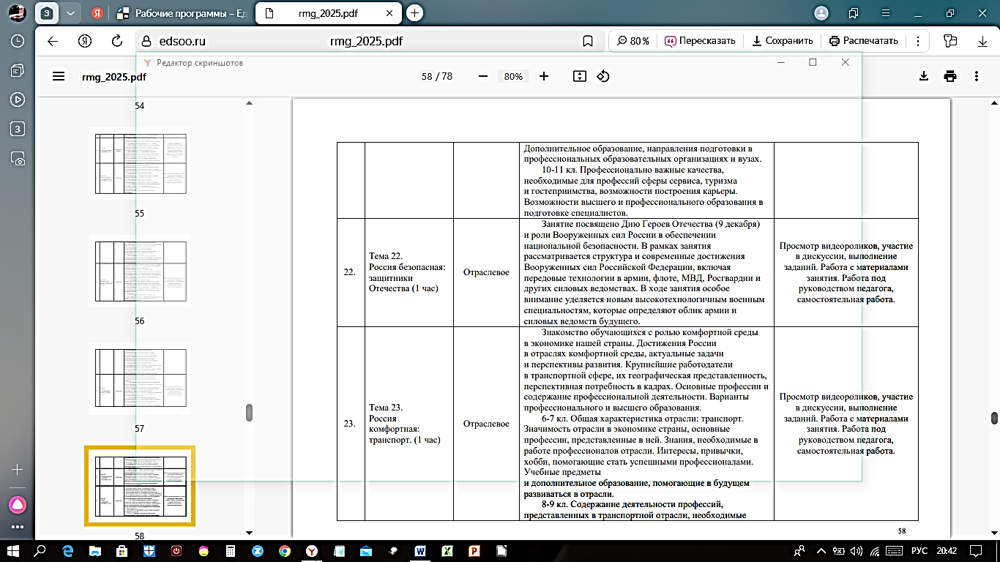 3
Рабочие программы – Ед
rmg_2025.pdf
edsoo.ru
rmg_2025.pdf
80%
Пересказать
Сохранить
Распечатать
Редактор скриншотов
rmg_2025.pdf
58 / 78
80%
3
54
55
56
57
58
Дополнительное образование, направления подготовки в
профессиональных образовательных организациях и вузах.
10-11 кл. Профессионально важные качества,
необходимые для профессий сферы сервиса, туризма
и гостеприимства, возможности построения карьеры.
Возможности высшего и профессионального образования в
подготовке специалистов.
22.
Тема 22.
Россия безопасная:
защитники
Отечества (1 час)
Отраслевое
Занятие посвящено Дню Героев Отечества (9 декабря)
и роли Вооруженных сил России в обеспечении
национальной безопасности. В рамках занятия
рассматривается структура и современные достижения
Вооруженных сил Российской Федерации, включая
передовые технологии в армии, флоте, МВД, Росгвардии и
других силовых ведомствах. В ходе занятия особое
внимание уделяется новым высокотехнологичным военным
специальностям, которые определяют облик армии и
силовых ведомств будущего.
Просмотр видеороликов, участие
в дискуссии, выполнение
заданий. Работа с материалами
занятия. Работа под
руководством педагога,
самостоятельная работа.
23.
Тема 23.
Россия
комфортная:
транспорт. (1 час)
Отраслевое
Знакомство обучающихся с ролью комфортной среды
в экономике нашей страны. Достижения России
в отраслях комфортной среды, актуальные задачи
и перспективы развития. Крупнейшие работодатели
в транспортной сфере, их географическая представленность,
перспективная потребность в кадрах. Основные профессии и
содержание профессиональной деятельности. Варианты
профессионального и высшего образования.
6-7 кл. Общая характеристика отрасли: транспорт.
Значимость отрасли в экономике страны, основные
профессии, представленные в ней. Знания, необходимые в
работе профессионалов отрасли. Интересы, привычки,
хобби, помогающие стать успешными профессионалами.
Учебные предметы
и дополнительное образование, помогающие в будущем
развиваться в отрасли.
8-9 кл. Содержание деятельности профессий,
представленных в транспортной отрасли, необходимые
Просмотр видеороликов, участие
в дискуссии, выполнение
заданий. Работа с материалами
занятия. Работа под
руководством педагога,
самостоятельная работа.
58
РУС
20:42